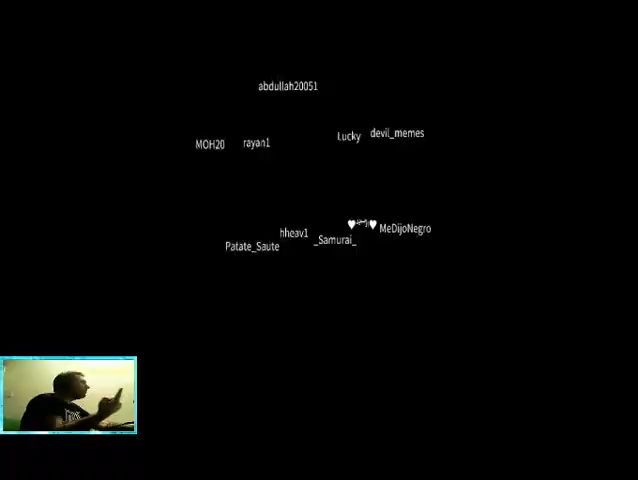 abdullah20051
MOH20
rayan1
Lucky
devil_memes
MeDijoNegro
hheav1
_Samurai_
Patate_Saute